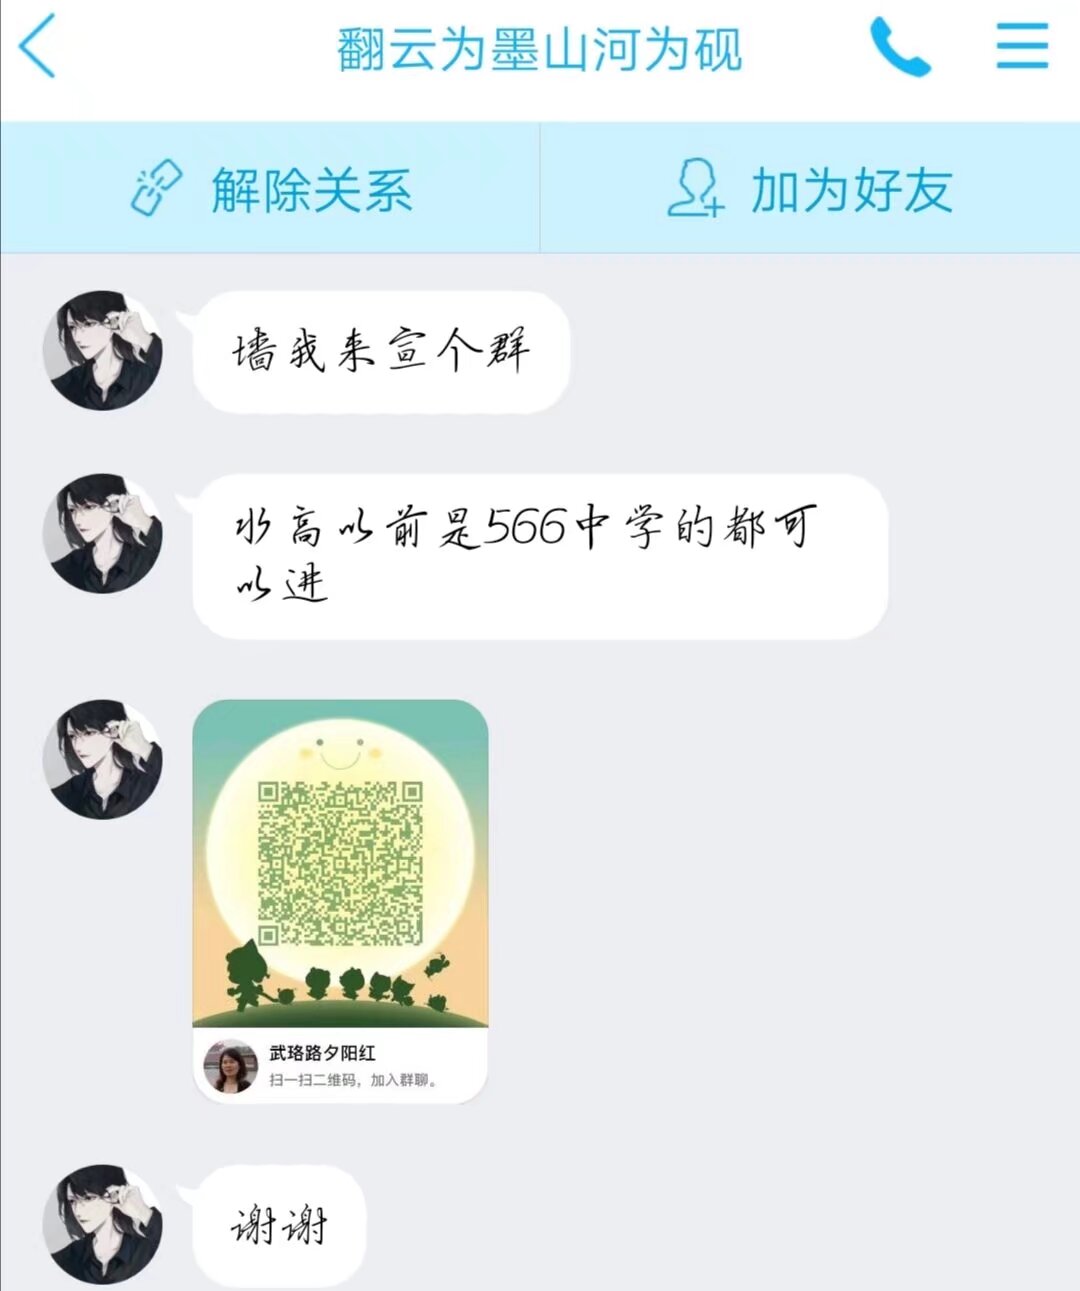 翻云为墨山河为砚
解除关系
加为好友
墙我来宣个群
水高以前是566中学的都可
以进
武珞路夕阳红
扫一扫二维码，加入群聊。
谢谢